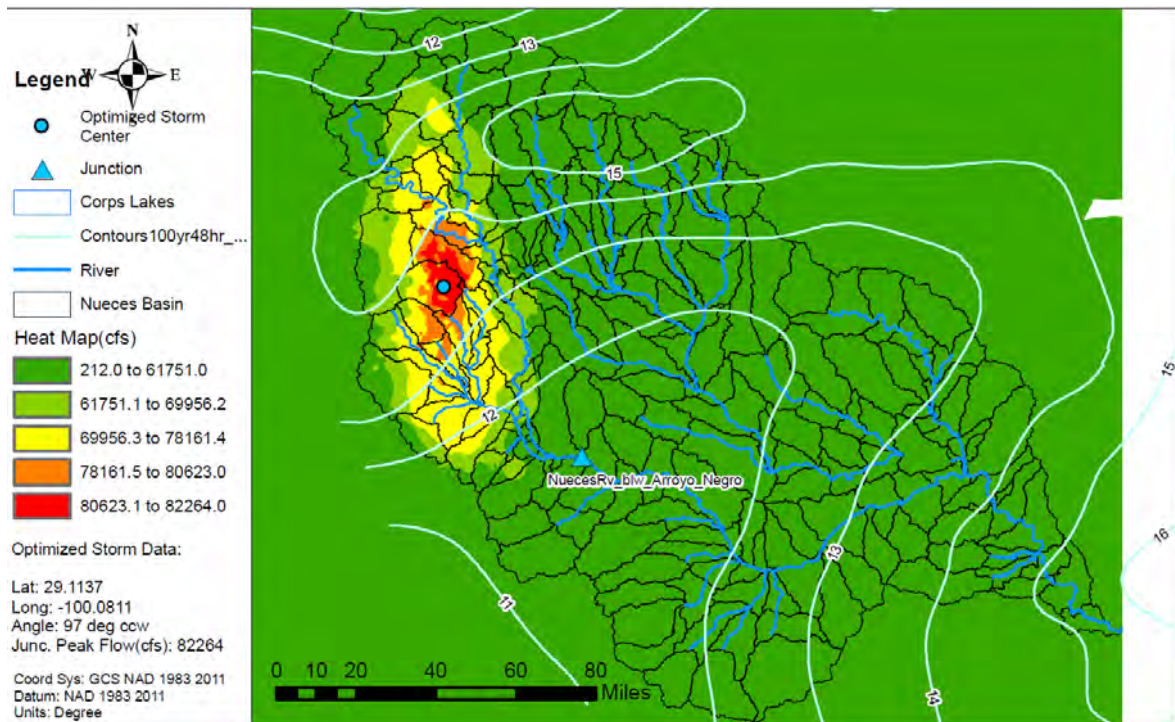 N
Legend
W
E
S
Optimized Storm
Center
Junction
Corps Lakes
Contours100yr48hr_...
River
Nueces Basin
Heat Map(cfs)
212.0 to 61751.0
61751.1 to 69956.2
69956.3 to 78161.4
78161.5 to 80623.0
80623.1 to 82264.0
Optimized Storm Data:
Lat: 29.1137
Long: -100.0811
Angle: 97 deg ccw
Junc. Peak Flow(cfs): 82264
Coord Sys: GCS NAD 1983 2011
Datum: NAD 1983 2011
Units: Degree
12
13
15
12
NuecesRv_blw_Arroyo_Negro
11
13
14
15
16
0 10 20 40 60 80
Miles